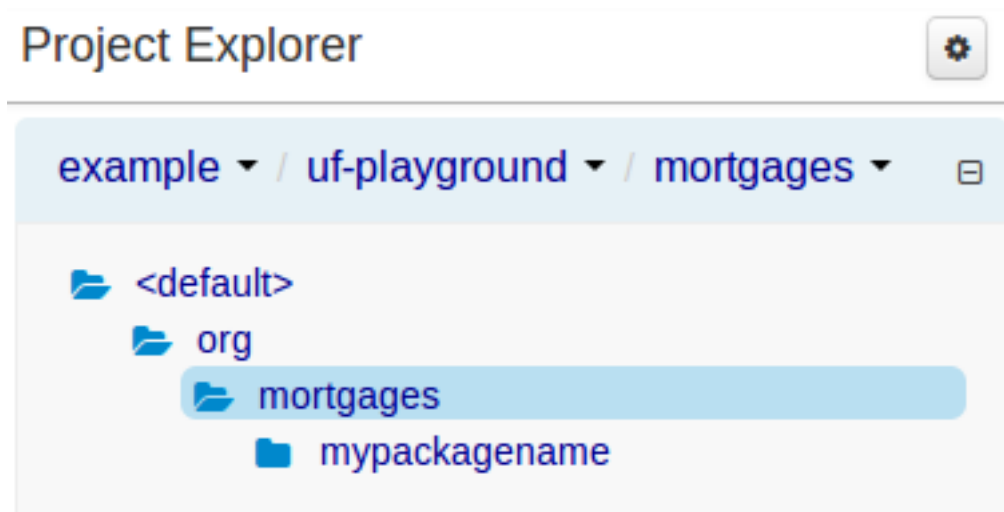 Project Explorer
example / uf-playground / mortgages
<default>
org
mortgages
mypackagename